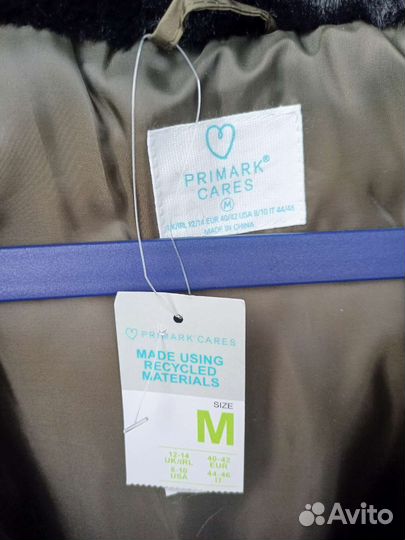 PRIMARK®
CARES
M
UK/IRL 12/14 EUR 40/42 USA 8/10 IT 44/46
MADE IN CHINA
PRIMARK CARES
MADE USING
RECYCLED
MATERIALS
SIZE
M
12-14 40-42
UK/IRL EUR
8-10 44-46
USA IT
Avito